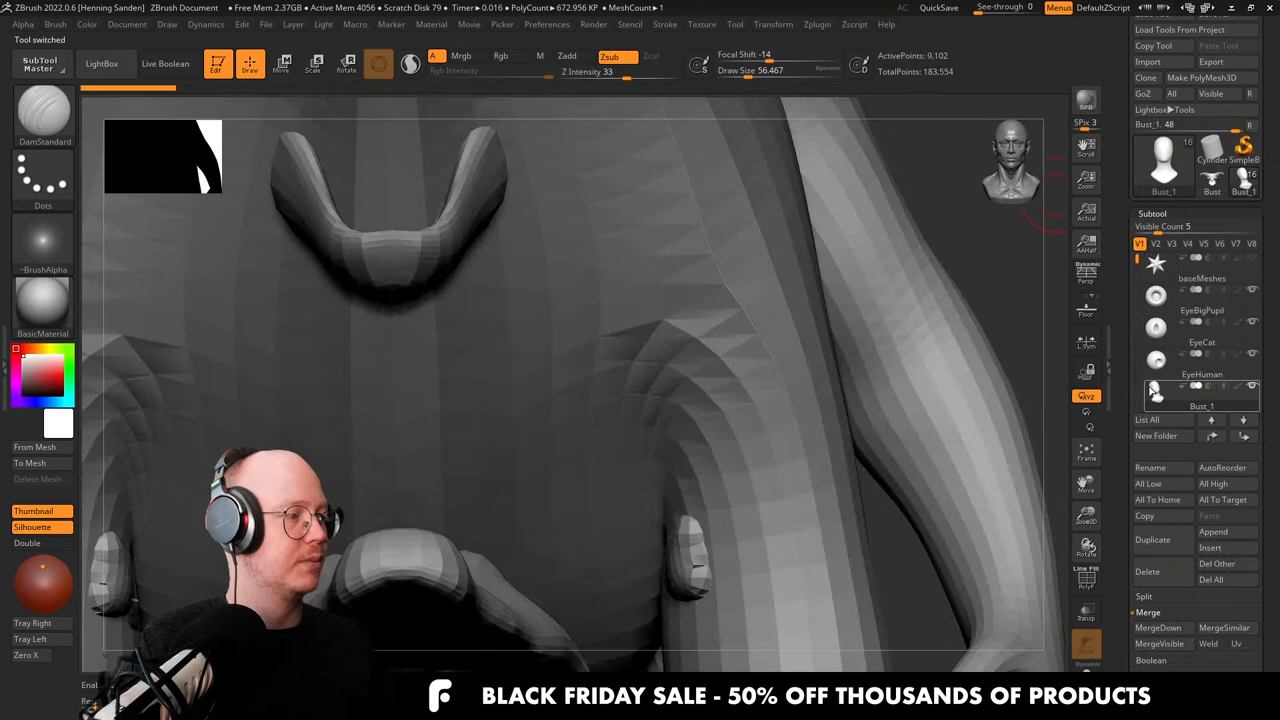 ZBrush 2022.0.6 [Henning Sanden] ZBrush Document • Free Mem 2.37GB • Active Mem 4056 • Scratch Disk 79 • Timer▶0.016 • PolyCount▶672.956 KP • MeshCount▶1 AC QuickSave See-through 0 Menus DefaultZScript
Alpha Brush Color Document Draw Dynamics Edit File Layer Light Macro Marker Material Movie Picker Preferences Render Stencil Stroke Texture Tool Transform Zplugin Zscript Help
Tool switched
SubTool Master
LightBox
Live Boolean
Edit
Draw
Move
Scale
Rotate
A Mrgb Rgb M Zadd Zsub Zcut
Rgb Intensity
Z Intensity 33
Focal Shift -14
Draw Size 56.467 Dynamic
S
D
ActivePoints: 9,102
TotalPoints: 183,554
DamStandard
Dots
~BrushAlpha
BasicMaterial
From Mesh
To Mesh
Delete Mesh
Thumbnail
Silhouette
Double
Tray Right
Tray Left
Zero X
BPR
SPix 3
Scroll
Zoom
Actual
AAHalf
Dynamic
Persp
Floor
L.Sym
XYZ
Frame
Move
Zoom3D
Rotate
Line Fill
PolyF
Transp
Dynamic
Load Tools From Project
Copy Tool Paste Tool
Import Export
Clone Make PolyMesh3D
GoZ All Visible R
Lightbox▶Tools
Bust_1. 48 R
16
Cylinder SimpleB
16
Bust_1 Bust Bust_1
Subtool
Visible Count 5
V1 V2 V3 V4 V5 V6 V7 V8
baseMeshes
EyeBigPupil
EyeCat
EyeHuman
Bust_1
List All
New Folder
Rename AutoReorder
All Low All High
All To Home All To Target
Copy Paste
Duplicate Append
Insert
Delete Del Other
Del All
Split
Merge
MergeDown MergeSimilar
MergeVisible Weld Uv
Boolean
BLACK FRIDAY SALE - 50% OFF THOUSANDS OF PRODUCTS